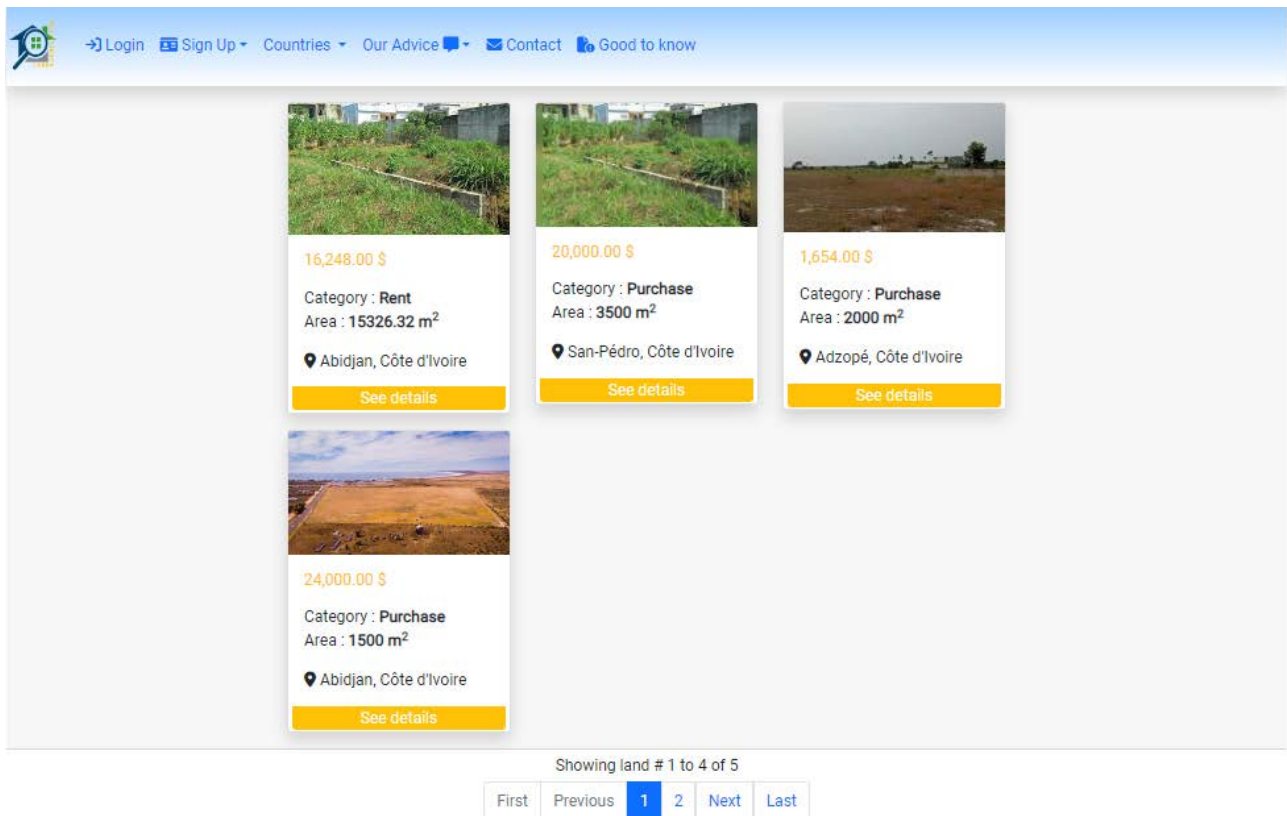 Login Sign Up Countries Our Advice Contact Good to know
16,248.00 $
Category : Rent
Area : 15326.32 m²
Abidjan, Côte d'Ivoire
See details
20,000.00 $
Category : Purchase
Area : 3500 m²
San-Pédro, Côte d'Ivoire
See details
1,654.00 $
Category : Purchase
Area : 2000 m²
Adzopé, Côte d'Ivoire
See details
24,000.00 $
Category : Purchase
Area : 1500 m²
Abidjan, Côte d'Ivoire
See details
Showing land # 1 to 4 of 5
First Previous 1 2 Next Last